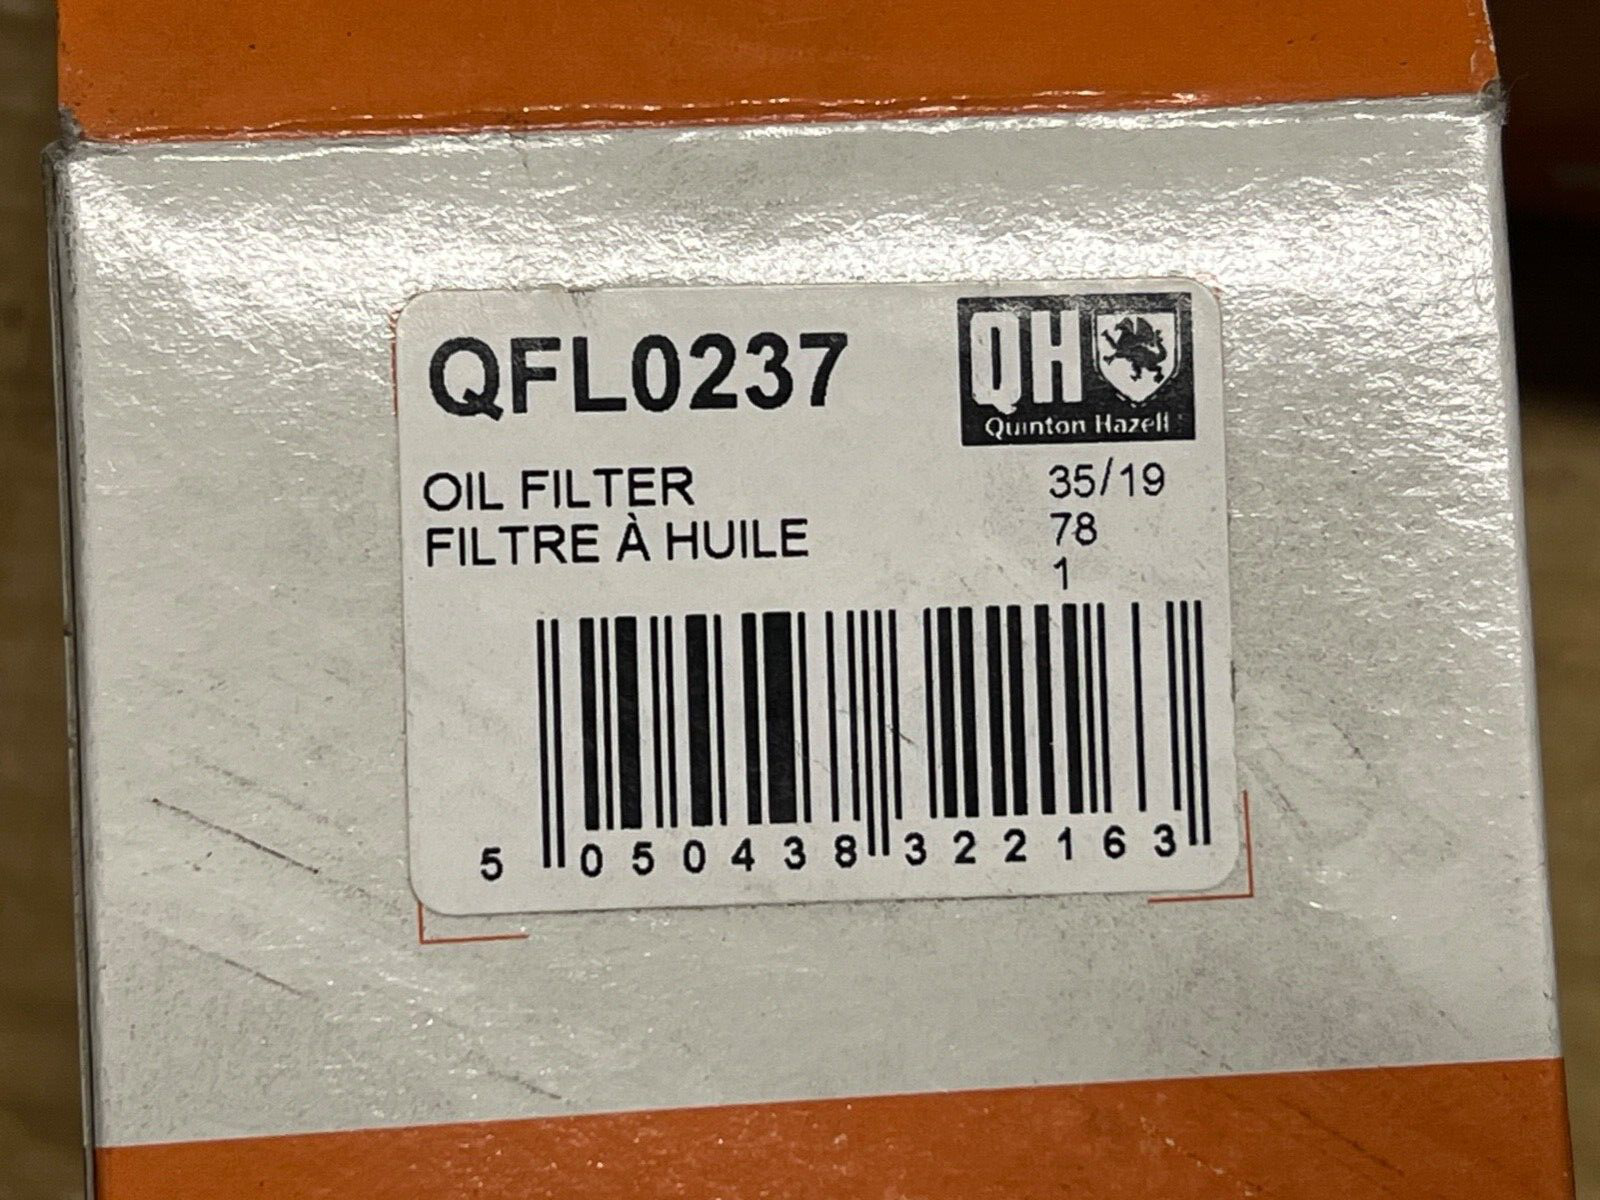 QFL0237
QH
Quinton Hazell
OIL FILTER
FILTRE À HUILE
35/19
78
1
5 050438 322163